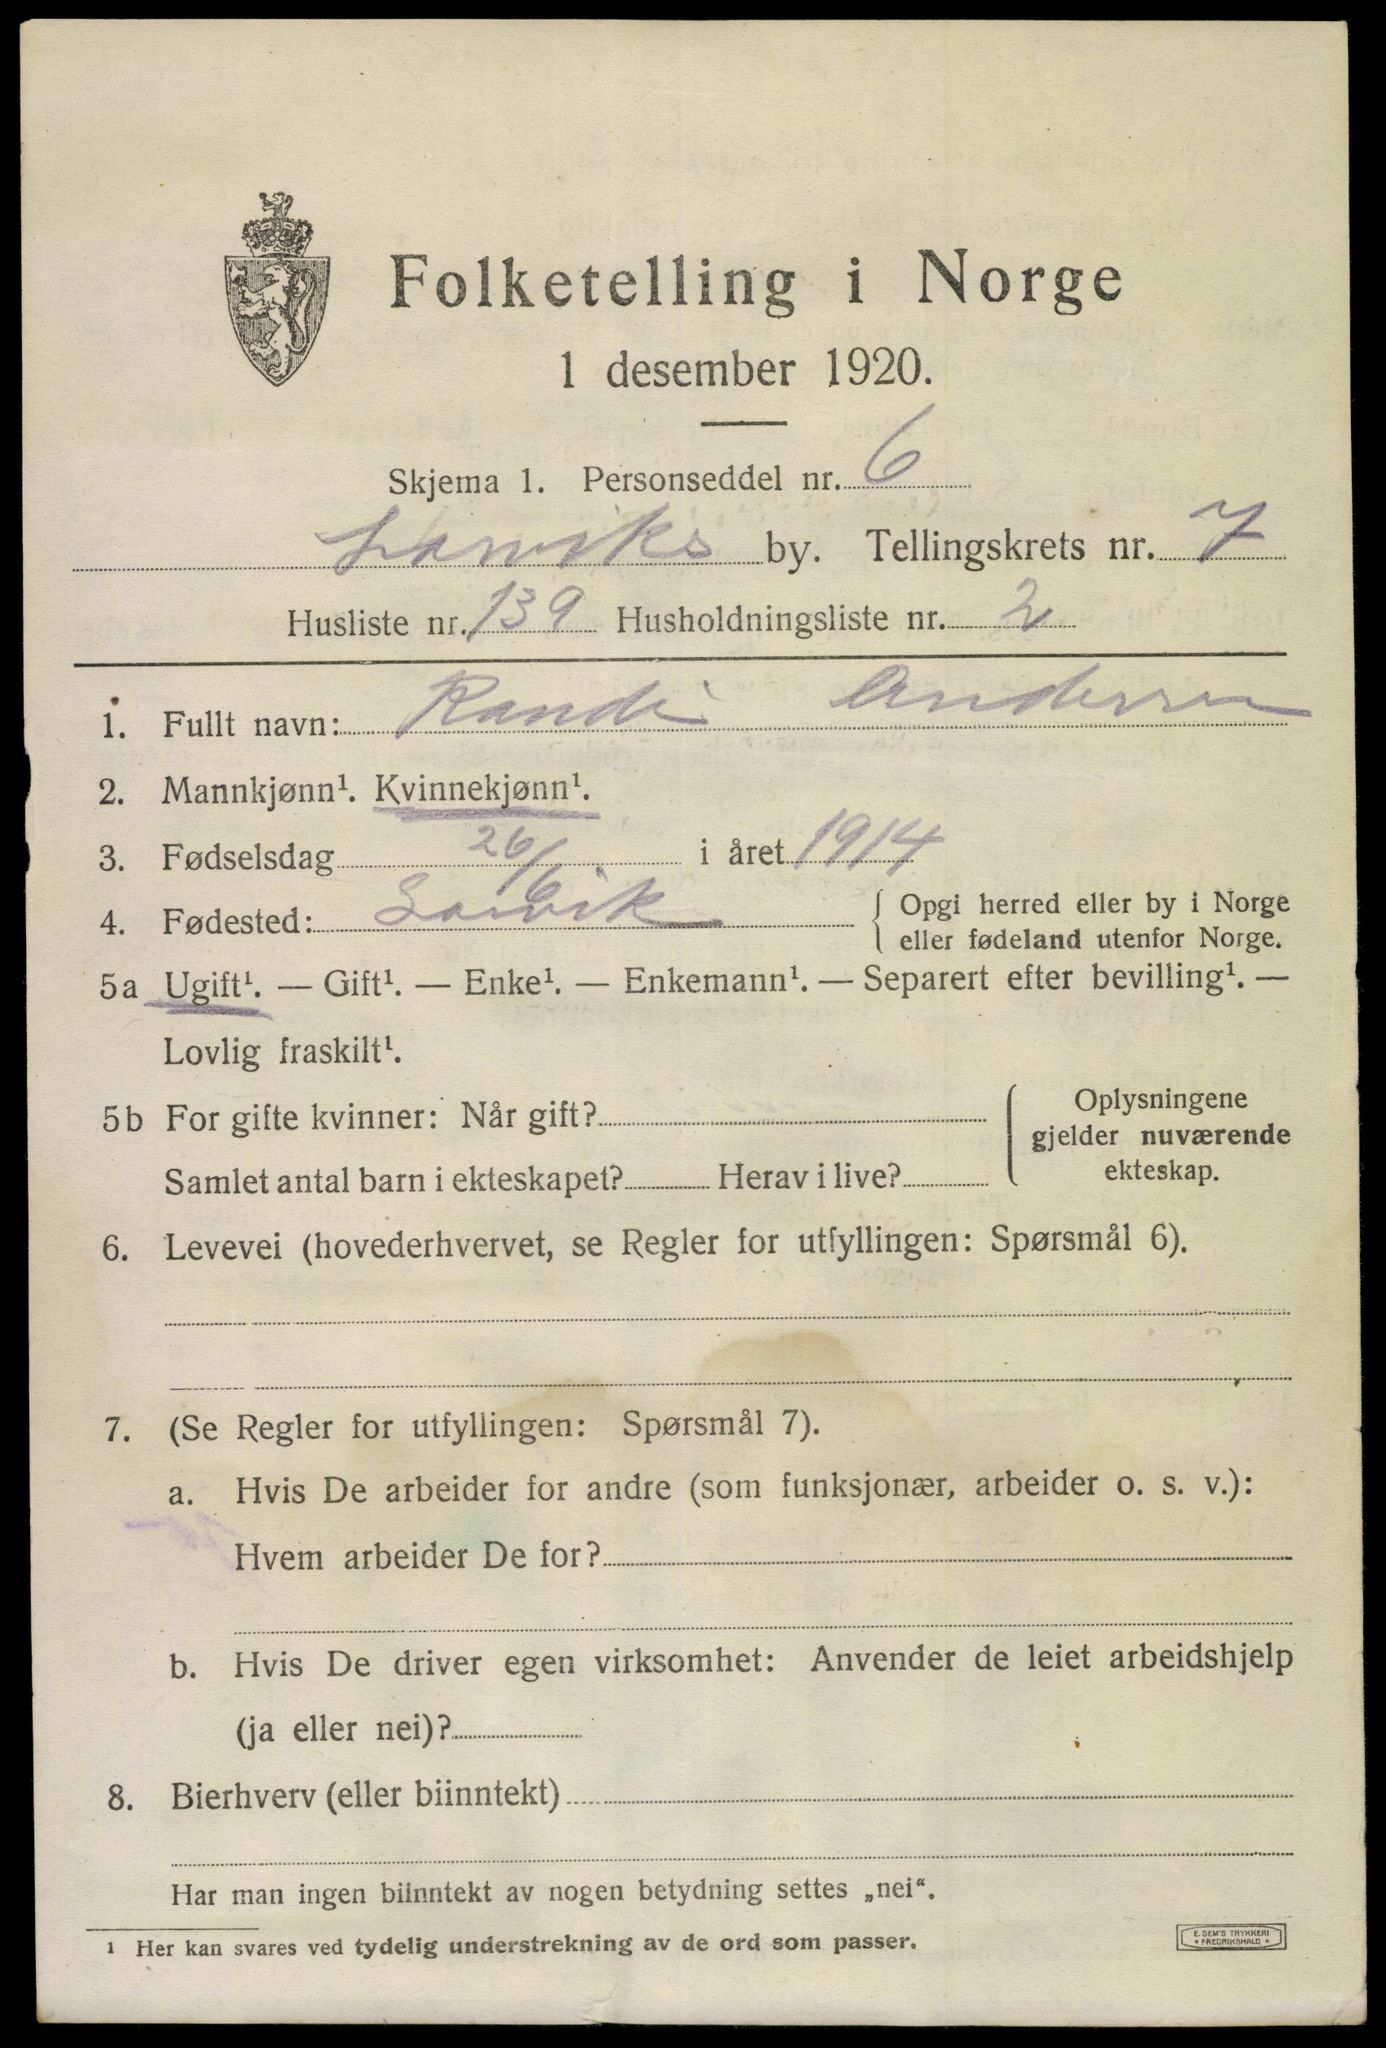 Folketelling i Norge
1 desember 1920.
Skjema 1. Personseddel nr. 6
Larviks by. Tellingskrets nr. 7
Husliste nr. 139 Husholdningsliste nr. 2
1. Fullt navn: Randi Andersen
2. Mannkjønn¹. Kvinnekjønn¹.
3. Fødselsdag 26/6 i året 1914
4. Fødested: Larvik { Opgi herred eller by i Norge
eller fødeland utenfor Norge.
5a Ugift¹. — Gift¹. — Enke¹. — Enkemann¹. — Separert efter bevilling¹. —
Lovlig fraskilt¹.
5b For gifte kvinner: Når gift?
Samlet antal barn i ekteskapet? Herav i live?
Oplysningene
gjelder nuværende
ekteskap.
6. Levevei (hovederhvervet, se Regler for utfyllingen: Spørsmål 6).
7. (Se Regler for utfyllingen: Spørsmål 7).
a. Hvis De arbeider for andre (som funksjonær, arbeider o. s. v.):
Hvem arbeider De for?
b. Hvis De driver egen virksomhet: Anvender de leiet arbeidshjelp
(ja eller nei)?
8. Bierhverv (eller biinntekt)
Har man ingen biinntekt av nogen betydning settes „nei“.
¹ Her kan svares ved tydelig understrekning av de ord som passer.
E. SEM'S TRYKKERI
• FREDRIKSHALD •